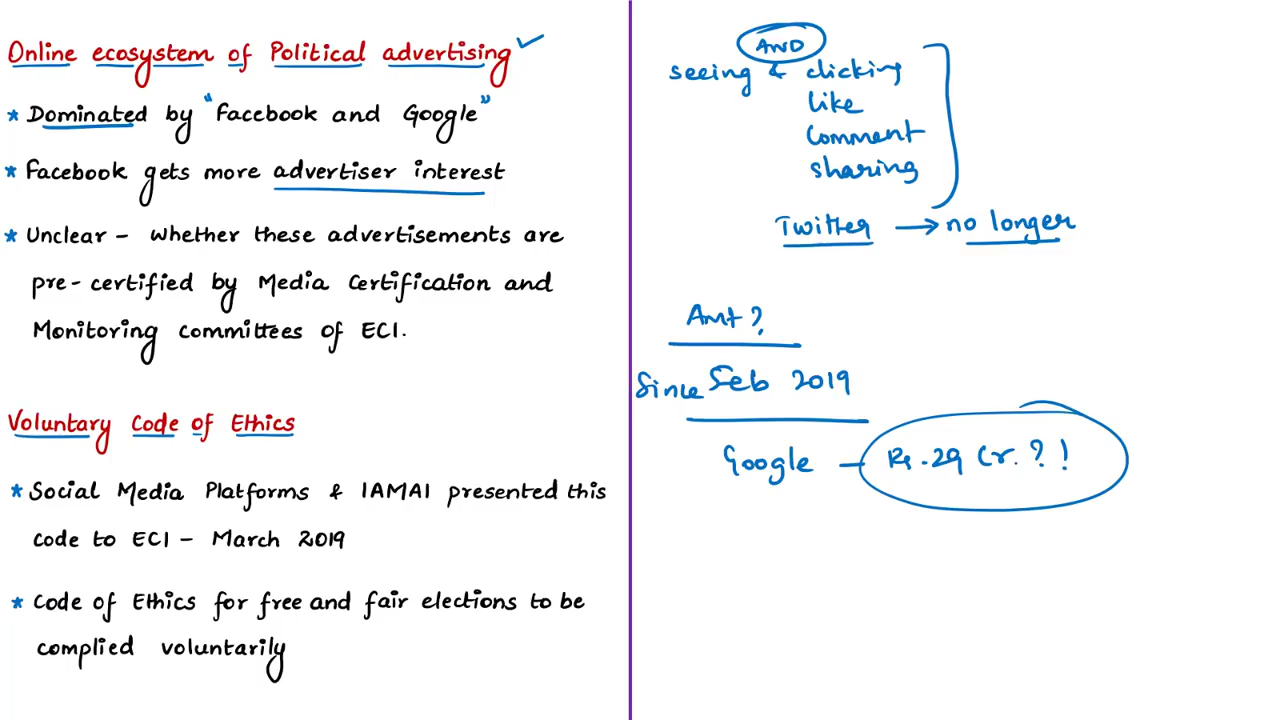 Online ecosystem of Political advertising
* Dominated by "Facebook and Google"
* Facebook gets more advertiser interest
* Unclear - whether these advertisements are
pre-certified by Media Certification and
Monitoring committees of ECI.
Voluntary Code of Ethics
* Social Media Platforms & IAMAI presented this
code to ECI - March 2019
* Code of Ethics for free and fair elections to be
complied voluntarily
AND
seeing & clicking
like
comment
sharing
Twitter → no longer
Amt?
Since Feb 2019
Google - Rs.29 Cr.?!